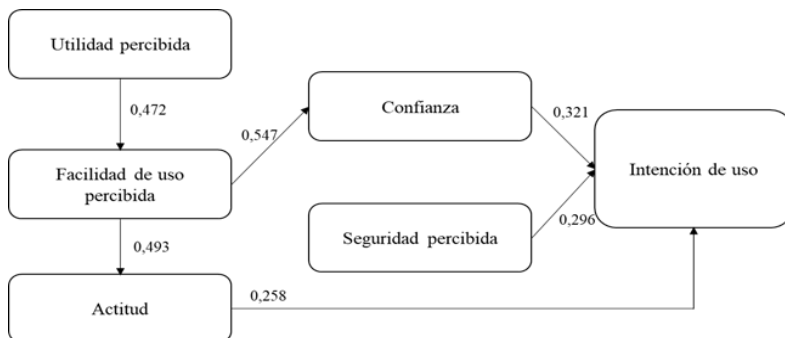 Utilidad percibida
0,472
Confianza
0,321
0,547
Facilidad de uso
percibida
Intención de uso
Seguridad percibida
0,296
0,493
Actitud
0,258